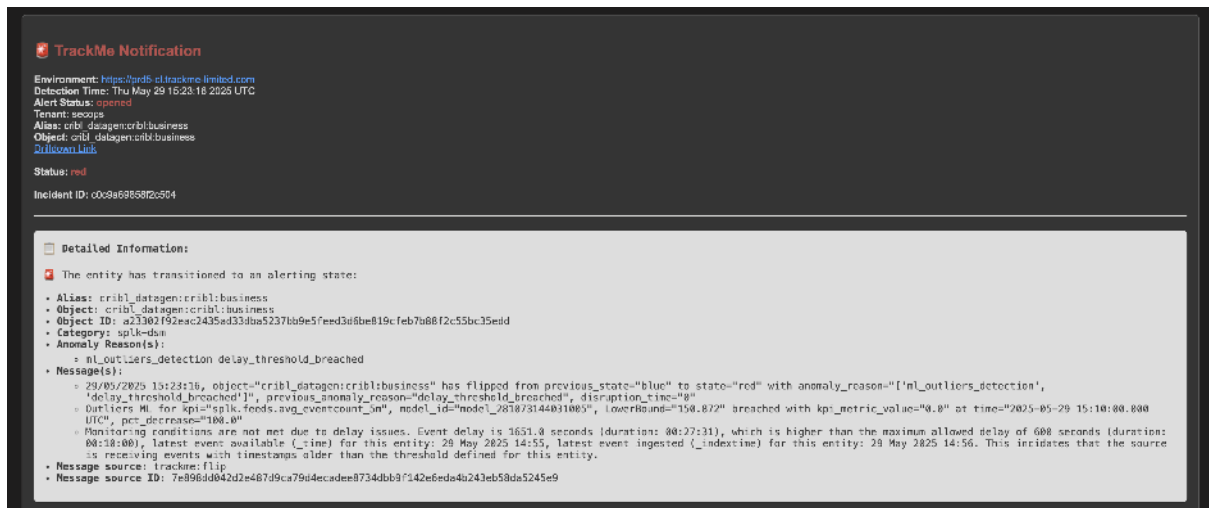 TrackMe Notification
Environment: https://prd5-cl.trackme-limited.com
Detection Time: Thu May 29 15:23:16 2025 UTC
Alert Status: opened
Tenant: secops
Alias: cribl_datagen:cribl:business
Object: cribl_datagen:cribl:business
Drilldown Link
Status: red
Incident ID: c0c9a69858f2c504
Detailed Information:
The entity has transitioned to an alerting state:
• Alias: cribl_datagen:cribl:business
• Object: cribl_datagen:cribl:business
• Object ID: a23302f92eac2435ad33dba5237bb9e5feed3d6be819cfeb7b88f2c55bc35edd
• Category: splk-dsm
• Anomaly Reason(s):
◦ ml_outliers_detection delay_threshold_breached
• Message(s):
◦ 29/05/2025 15:23:16, object="cribl_datagen:cribl:business" has flipped from previous_state="blue" to state="red" with anomaly_reason="['ml_outliers_detection',
'delay_threshold_breached']", previous_anomaly_reason="delay_threshold_breached", disruption_time="0"
◦ Outliers ML for kpi="splk.feeds.avg_eventcount_5m", model_id="model_281073144031005", LowerBound="150.872" breached with kpi_metric_value="0.0" at time="2025-05-29 15:10:00.000
UTC", pct_decrease="100.0"
◦ Monitoring conditions are not met due to delay issues. Event delay is 1651.0 seconds (duration: 00:27:31), which is higher than the maximum allowed delay of 600 seconds (duration:
00:10:00), latest event available (_time) for this entity: 29 May 2025 14:55, latest event ingested (_indextime) for this entity: 29 May 2025 14:56. This incidates that the source
is receiving events with timestamps older than the threshold defined for this entity.
• Message source: trackme:flip
• Message source ID: 7e898dd042d2e487d9ca79d4ecadee8734dbb9f142e6eda4b243eb58da5245e9